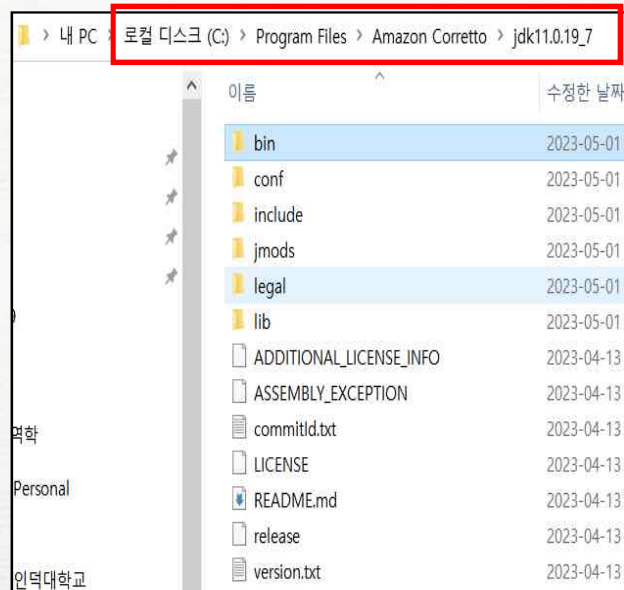 > 내 PC > 로컬 디스크 (C:) > Program Files > Amazon Corretto > jdk11.0.19_7
이름 수정한 날짜
bin 2023-05-01
conf 2023-05-01
include 2023-05-01
jmods 2023-05-01
legal 2023-05-01
lib 2023-05-01
ADDITIONAL_LICENSE_INFO 2023-04-13
ASSEMBLY_EXCEPTION 2023-04-13
역학
commitId.txt 2023-04-13
LICENSE 2023-04-13
Personal
README.md 2023-04-13
release 2023-04-13
인덕대학교
version.txt 2023-04-13